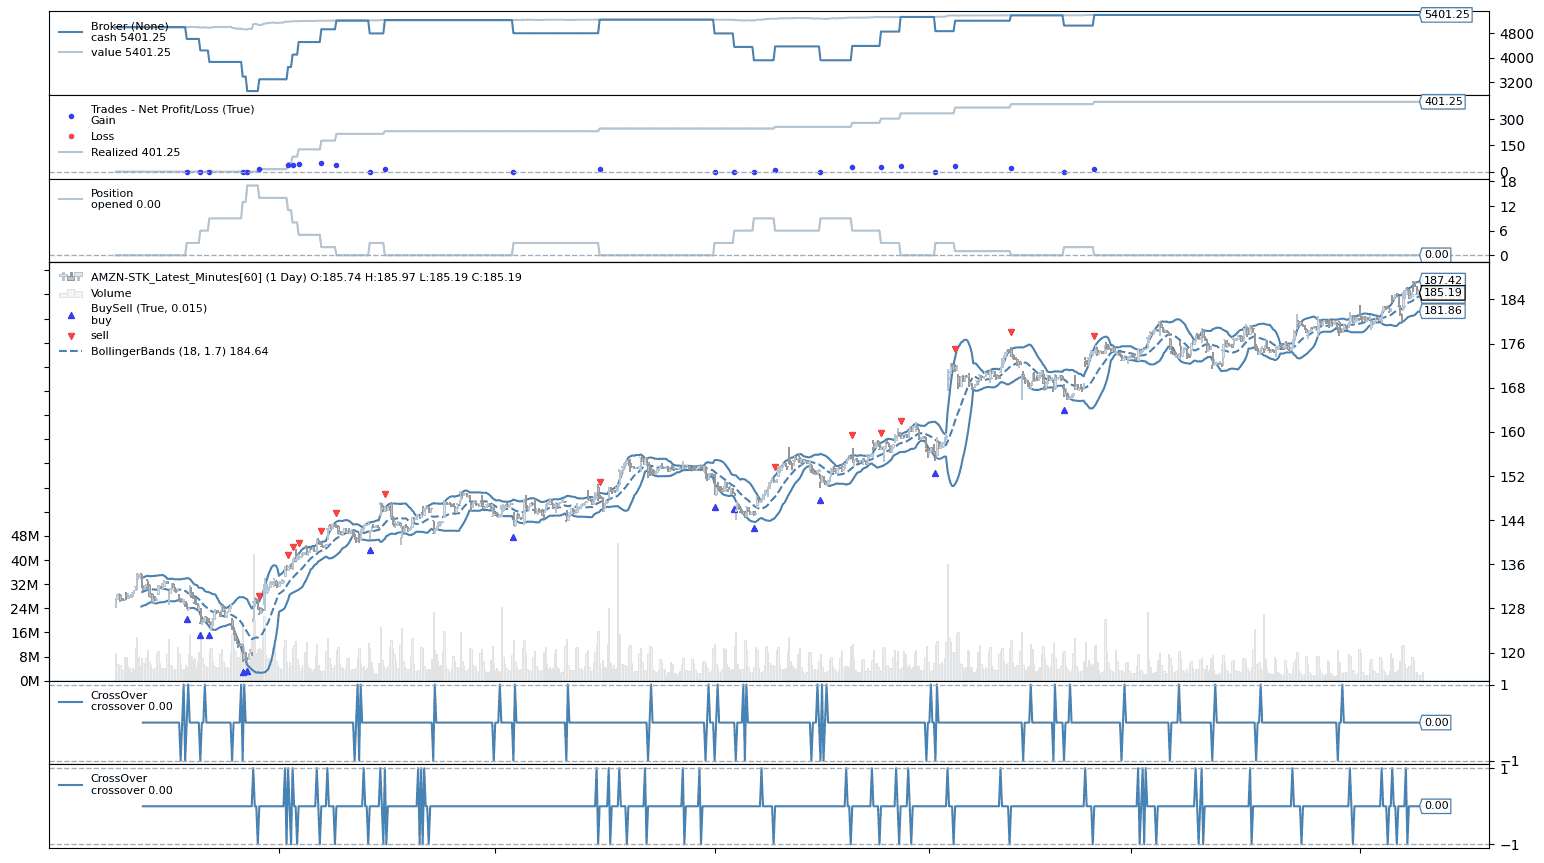 Broker (None)
cash 5401.25
value 5401.25
5401.25
4800
4000
3200
Trades - Net Profit/Loss (True)
Gain
Loss
Realized 401.25
401.25
300
150
0
Position
opened 0.00
18
12
6
0
0.00
AMZN-STK_Latest_Minutes[60] (1 Day) O:185.74 H:185.97 L:185.19 C:185.19
Volume
BuySell (True, 0.015)
buy
sell
BollingerBands (18, 1.7) 184.64
187.42
185.19
181.86
184
176
168
160
152
144
136
128
120
48M
40M
32M
24M
16M
8M
0M
CrossOver
crossover 0.00
1
0.00
−1
CrossOver
crossover 0.00
1
0.00
−1